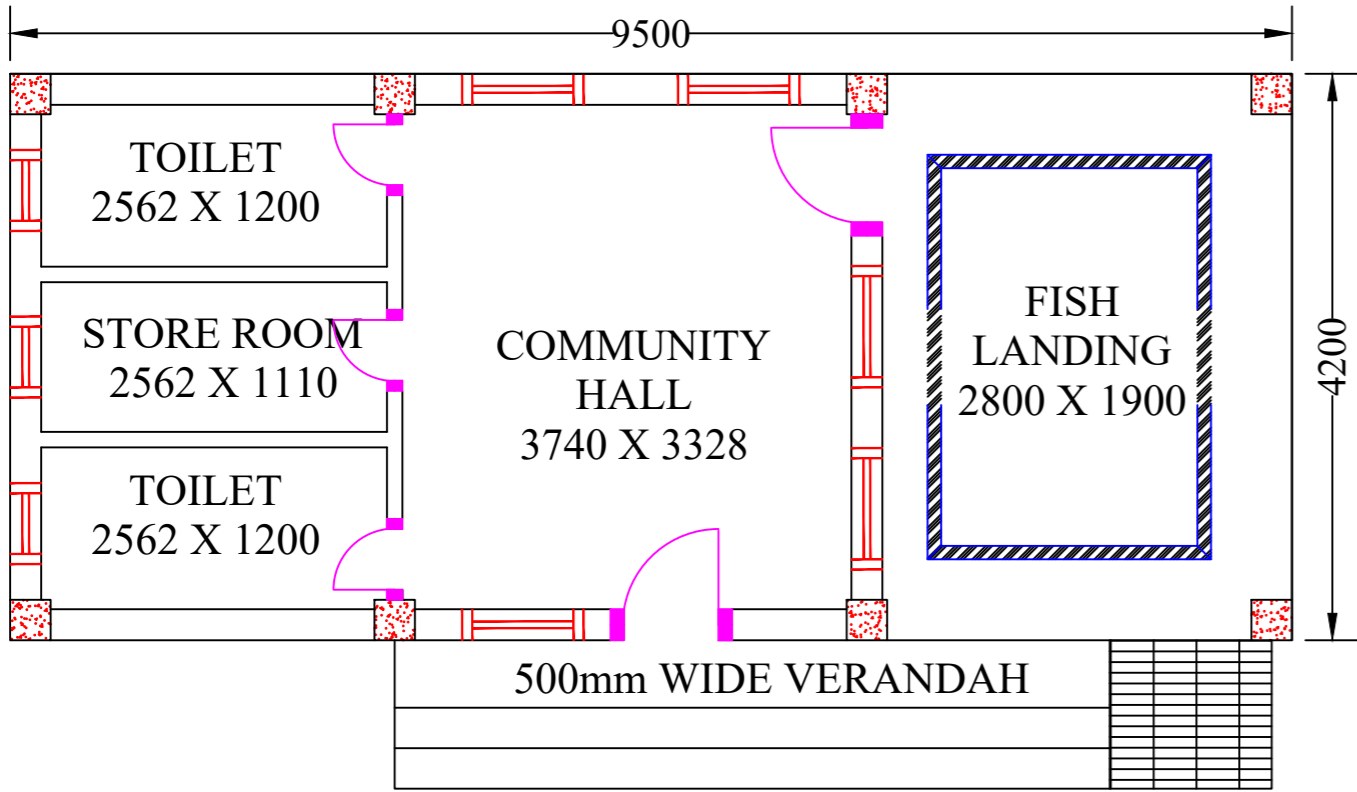 9500
TOILET
2562 X 1200
STORE ROOM
2562 X 1110
TOILET
2562 X 1200
COMMUNITY
HALL
3740 X 3328
FISH
LANDING
2800 X 1900
4200
500mm WIDE VERANDAH